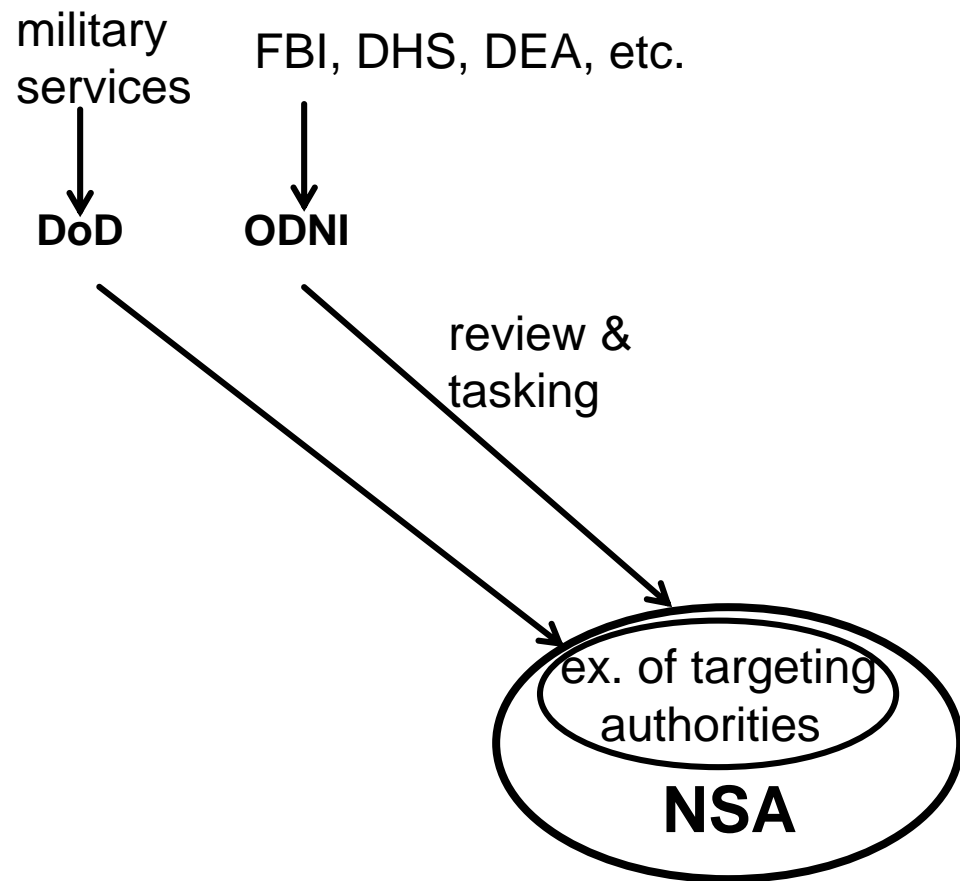 military
services
FBI, DHS, DEA, etc.
DoD
ODNI
review &
tasking
ex. of targeting
authorities
NSA